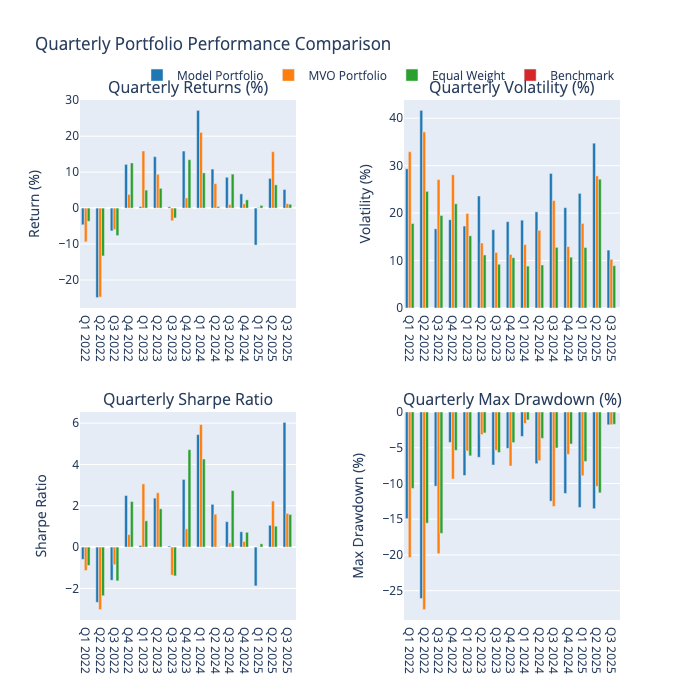 Quarterly Portfolio Performance Comparison
Model Portfolio
MVO Portfolio
Equal Weight
Benchmark
Quarterly Returns (%)
Return (%)
30
20
10
0
−10
−20
Q1 2022
Q2 2022
Q3 2022
Q4 2022
Q1 2023
Q2 2023
Q3 2023
Q4 2023
Q1 2024
Q2 2024
Q3 2024
Q4 2024
Q1 2025
Q2 2025
Q3 2025
Quarterly Volatility (%)
Volatility (%)
40
30
20
10
0
Q1 2022
Q2 2022
Q3 2022
Q4 2022
Q1 2023
Q2 2023
Q3 2023
Q4 2023
Q1 2024
Q2 2024
Q3 2024
Q4 2024
Q1 2025
Q2 2025
Q3 2025
Quarterly Sharpe Ratio
Sharpe Ratio
6
4
2
0
−2
Q1 2022
Q2 2022
Q3 2022
Q4 2022
Q1 2023
Q2 2023
Q3 2023
Q4 2023
Q1 2024
Q2 2024
Q3 2024
Q4 2024
Q1 2025
Q2 2025
Q3 2025
Quarterly Max Drawdown (%)
Max Drawdown (%)
0
−5
−10
−15
−20
−25
Q1 2022
Q2 2022
Q3 2022
Q4 2022
Q1 2023
Q2 2023
Q3 2023
Q4 2023
Q1 2024
Q2 2024
Q3 2024
Q4 2024
Q1 2025
Q2 2025
Q3 2025